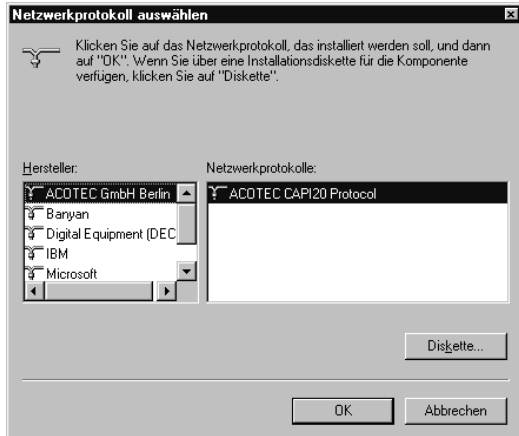 Netzwerkprotokoll auswählen
Klicken Sie auf das Netzwerkprotokoll, das installiert werden soll, und dann
auf "OK". Wenn Sie über eine Installationsdiskette für die Komponente
verfügen, klicken Sie auf "Diskette".
Hersteller:
ACOTEC GmbH Berlin
Banyan
Digital Equipment (DEC
IBM
Microsoft
Netzwerkprotokolle:
ACOTEC CAPI20 Protocol
Diskette...
OK
Abbrechen